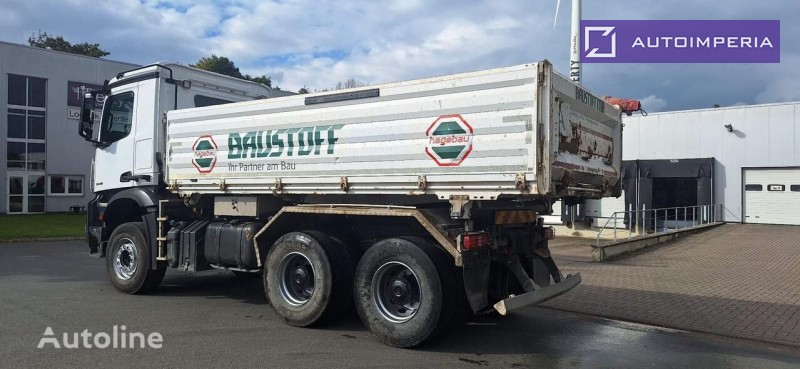 AUTOIMPERIA
BAUSTOFF
Ihr Partner am Bau
hagebau
hagebau
Autoline